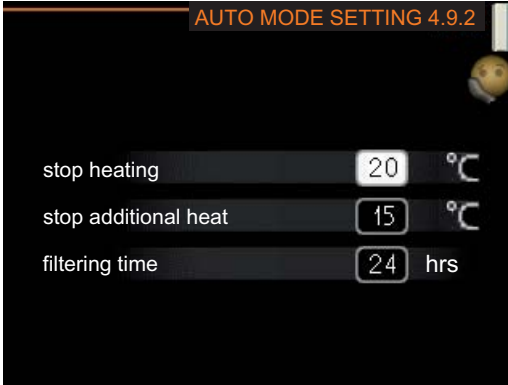 AUTO MODE SETTING 4.9.2
stop heating 20 °C
stop additional heat 15 °C
filtering time 24 hrs